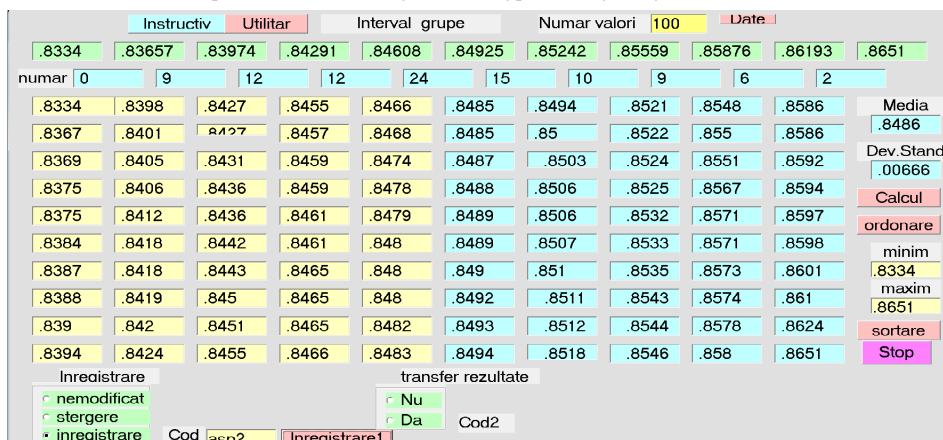 Instructiv Utilitar Interval grupe Numar valori 100 Date
.8334 .83657 .83974 .84291 .84608 .84925 .85242 .85559 .85876 .86193 .8651
numar 0 9 12 12 24 15 10 9 6 2
.8334 .8398 .8427 .8455 .8466 .8485 .8494 .8521 .8548 .8586 Media
.8367 .8401 .8427 .8457 .8468 .8485 .85 .8522 .855 .8586 .8486
.8369 .8405 .8431 .8459 .8474 .8487 .8503 .8524 .8551 .8592 Dev.Stand .00666
.8375 .8406 .8436 .8459 .8478 .8488 .8506 .8525 .8567 .8594 Calcul
.8375 .8412 .8436 .8461 .8479 .8489 .8506 .8532 .8571 .8597 ordonare
.8384 .8418 .8442 .8461 .848 .8489 .8507 .8533 .8571 .8598 minim
.8387 .8418 .8443 .8465 .848 .849 .851 .8535 .8573 .8601 .8334
.8388 .8419 .845 .8465 .848 .8492 .8511 .8543 .8574 .861 maxim .8651
.839 .842 .8451 .8465 .8482 .8493 .8512 .8544 .8578 .8624 sortare
.8394 .8424 .8455 .8466 .8483 .8494 .8518 .8546 .858 .8651 Stop
Inregistrare transfer rezultate
nemodificat Nu
stergere Da Cod2
inregistrare Cod asp2 Inregistrare1